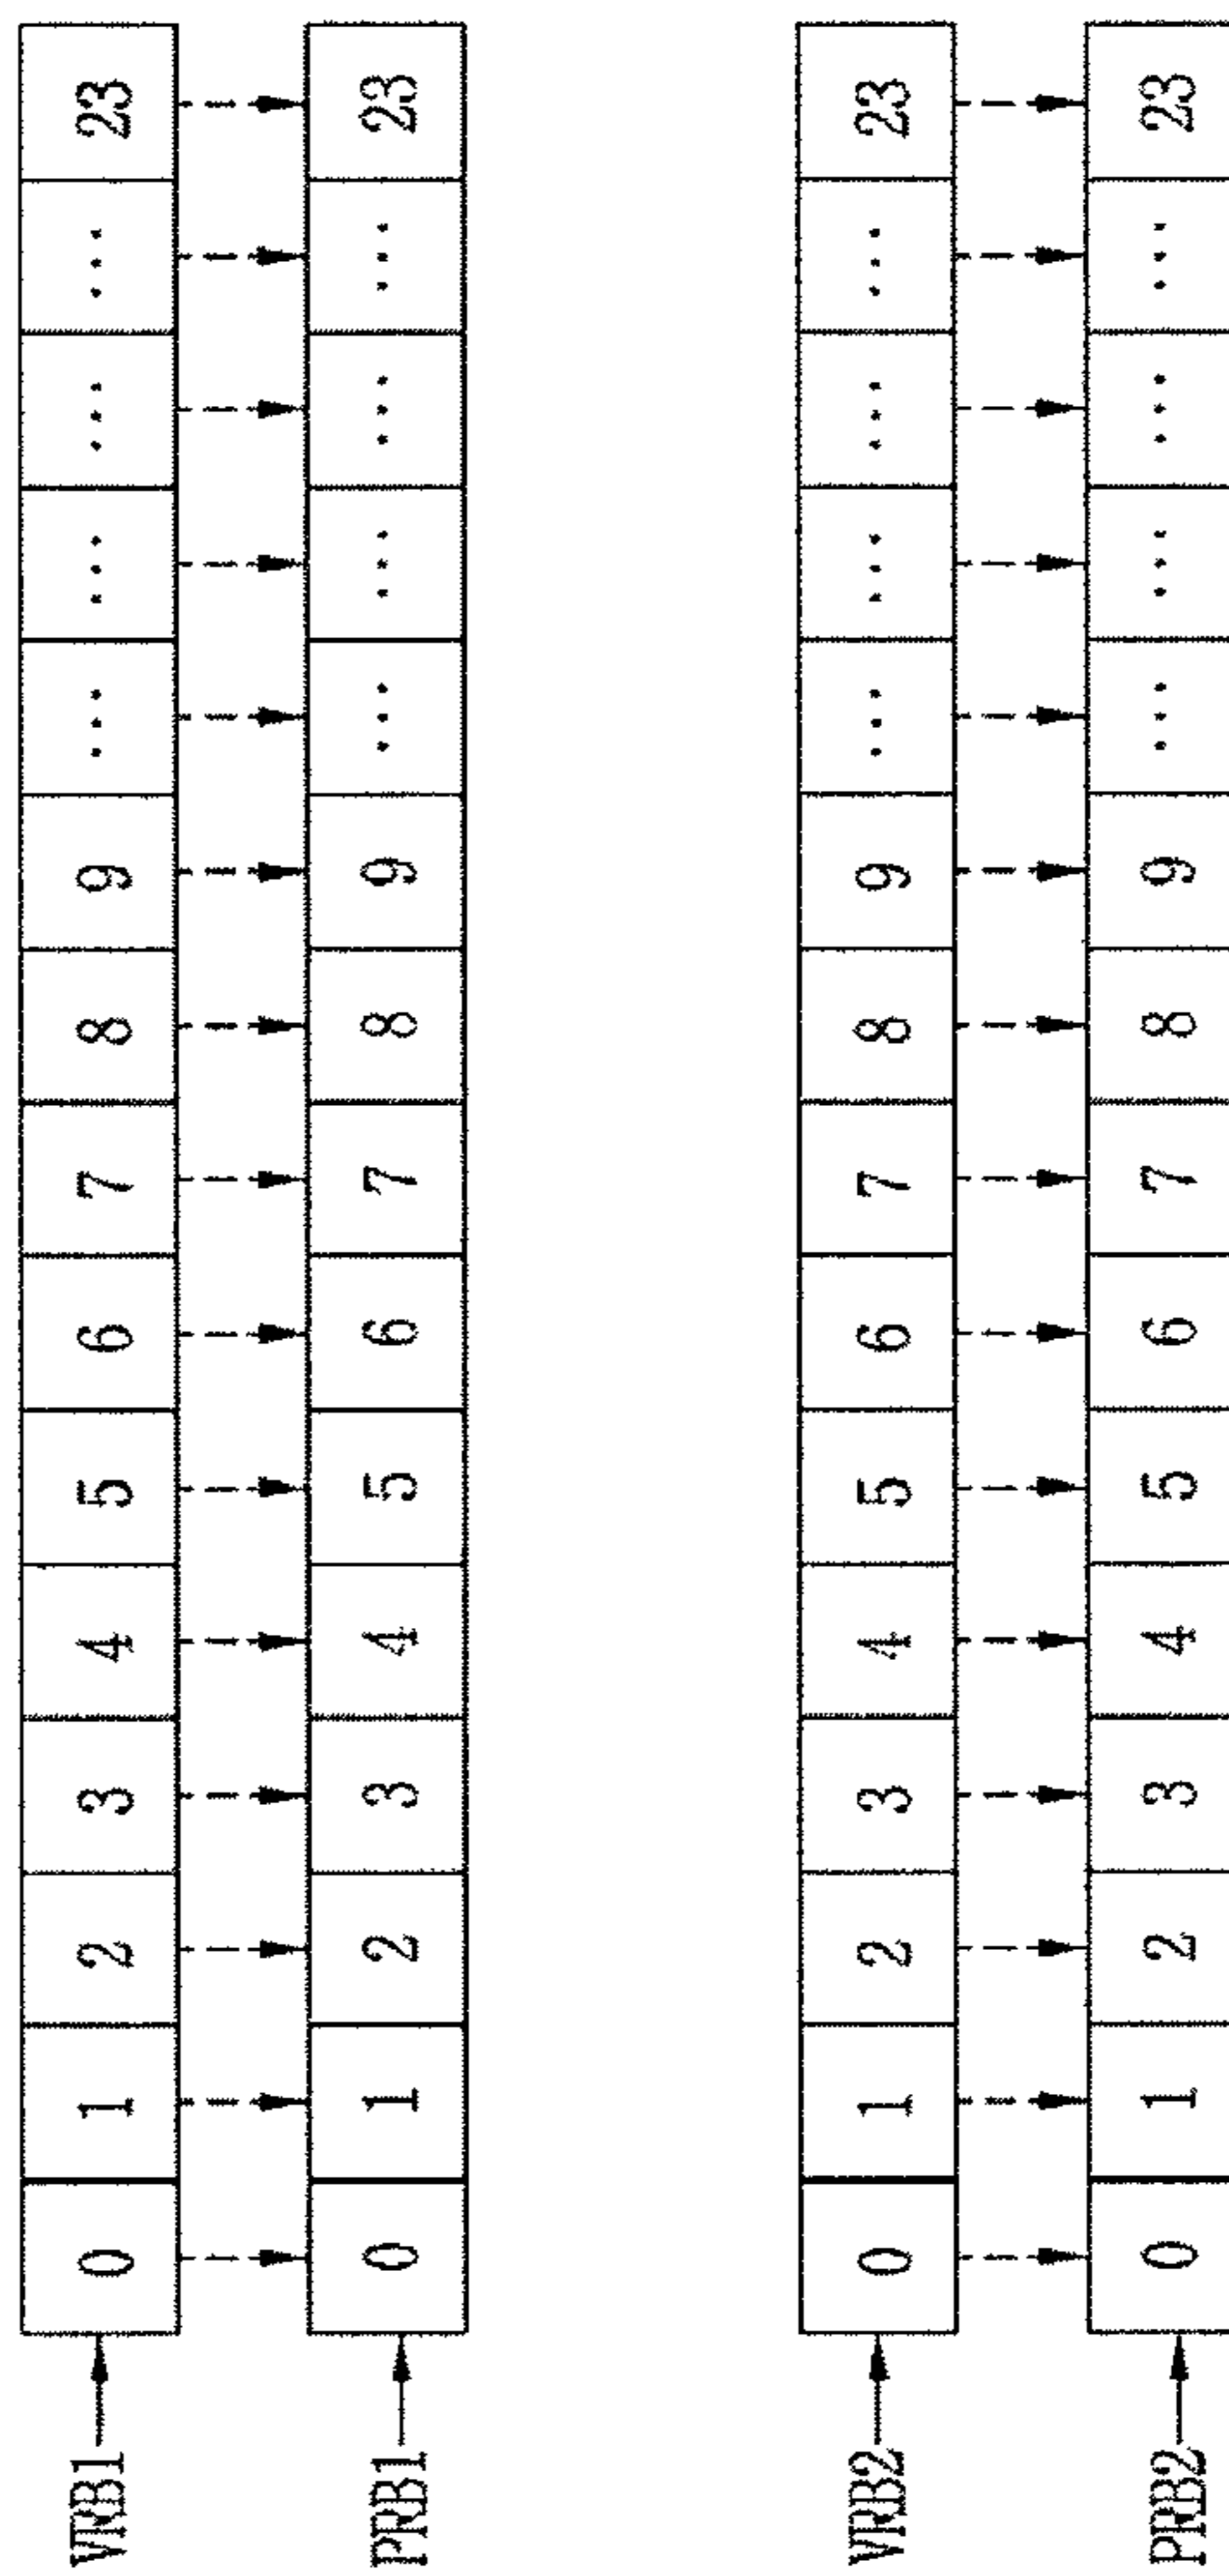 VRB1 0 1 2 3 4 5 6 7 8 9 ... ... ... ... 23
PRB1 0 1 2 3 4 5 6 7 8 9 ... ... ... ... 23
VRB2 0 1 2 3 4 5 6 7 8 9 ... ... ... ... 23
PRB2 0 1 2 3 4 5 6 7 8 9 ... ... ... ... 23